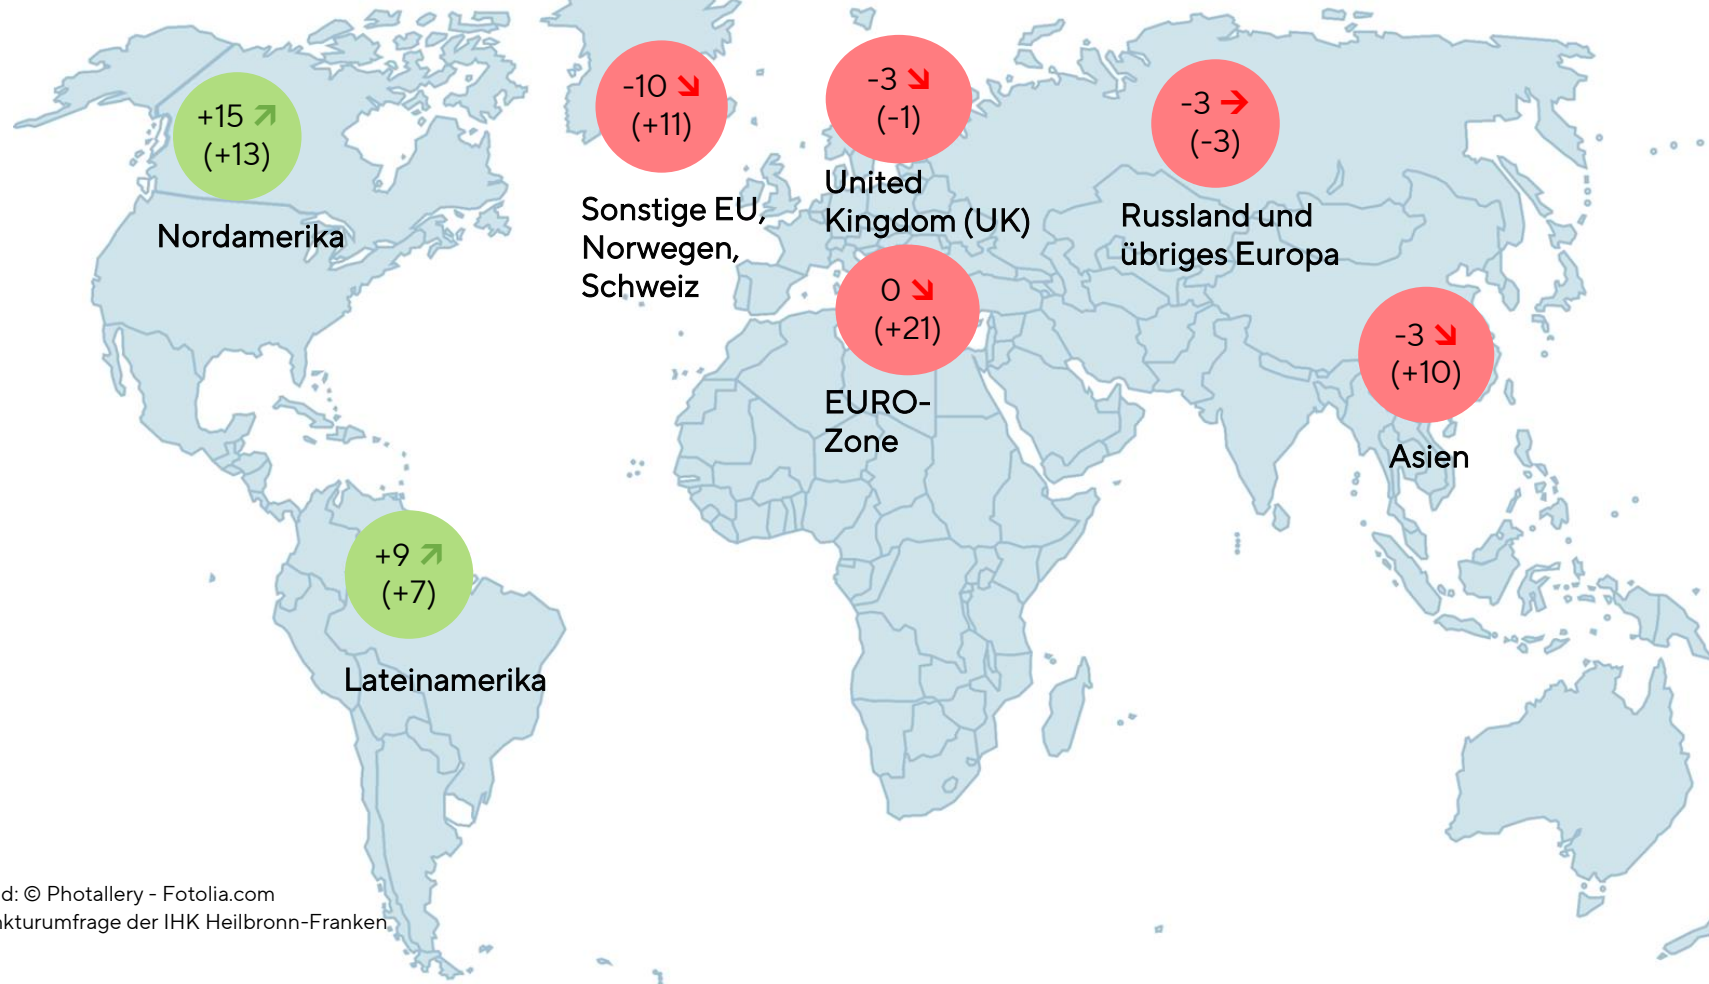 +15
(+13)
Nordamerika
-10
(+11)
Sonstige EU,
Norwegen,
Schweiz
-3
(-1)
United
Kingdom (UK)
0
(+21)
EURO-
Zone
-3
(-3)
Russland und
übriges Europa
-3
(+10)
Asien
+9
(+7)
Lateinamerika
© Photallery - Fotolia.com
der IHK Heilbronn-Franken